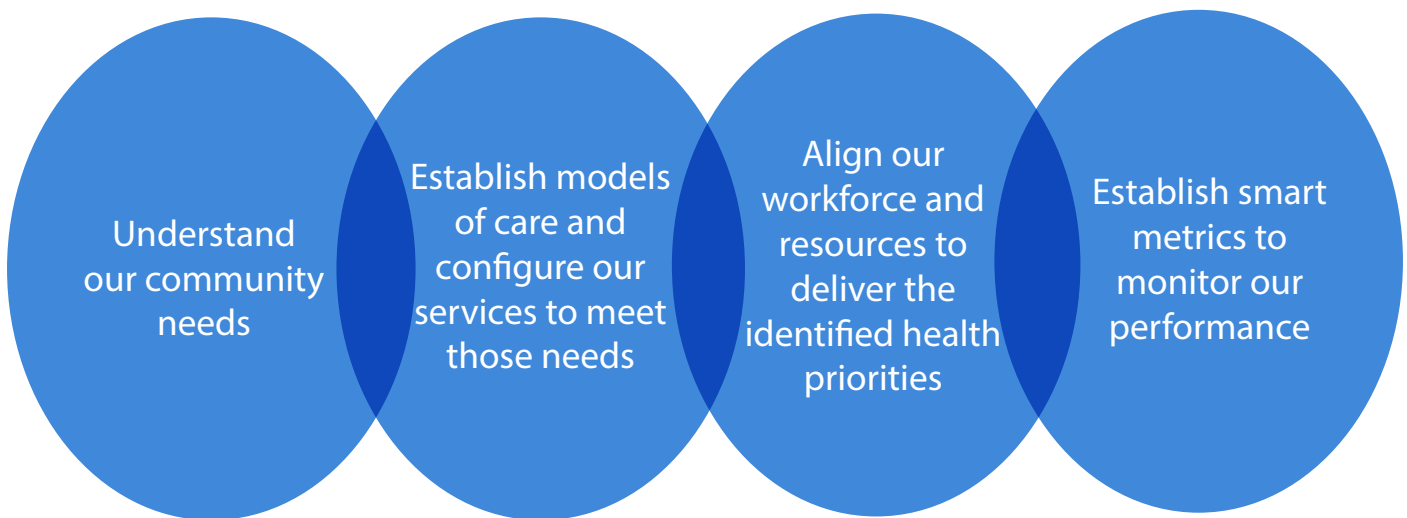 Understand
our community
needs
Establish models
of care and
configure our
services to meet
those needs
Align our
workforce and
resources to
deliver the
identified health
priorities
Establish smart
metrics to
monitor our
performance